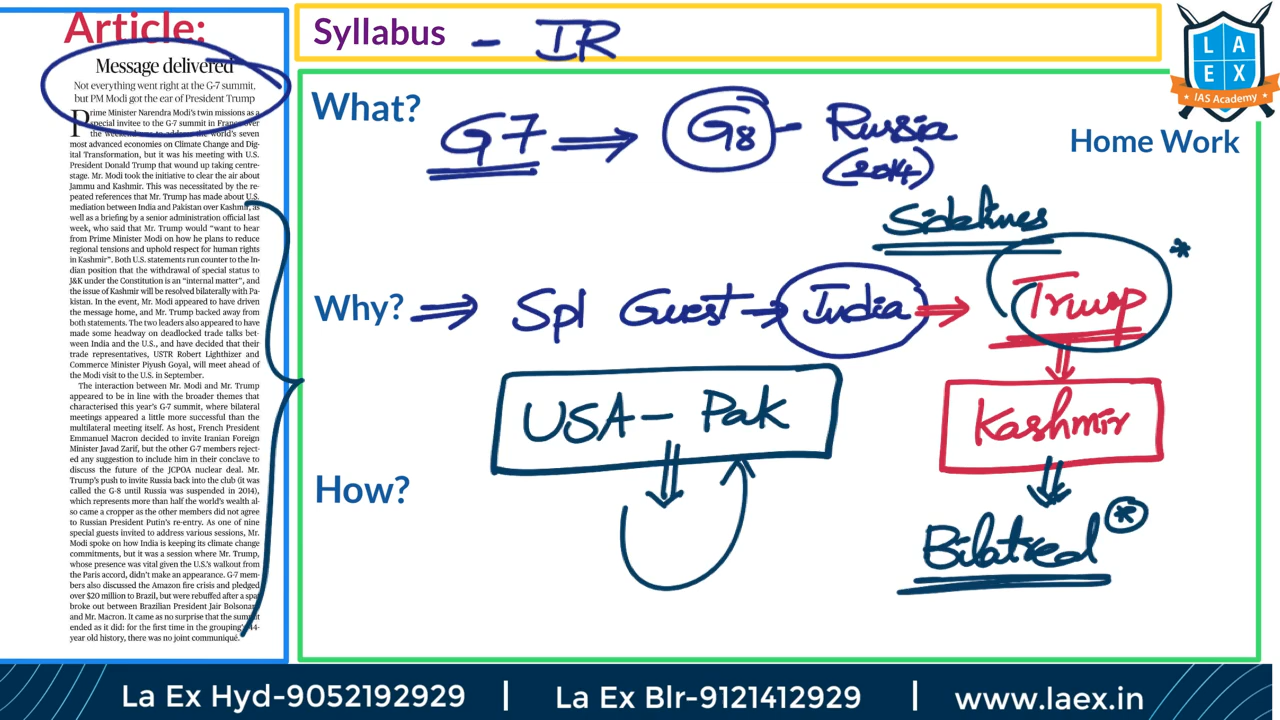 Article:
Message delivered
Not everything went right at the G-7 summit,
but PM Modi got the ear of President Trump
Prime Minister Narendra Modi's twin missions as a
special invitee to the G-7 summit in France over
the weekend were to address the world's seven
most advanced economies on Climate Change and Dig-
ital Transformation, but it was his meeting with U.S.
President Donald Trump that wound up taking centre-
stage. Mr. Modi took the initiative to clear the air about
Jammu and Kashmir. This was necessitated by the re-
peated references that Mr. Trump has made about U.S.
mediation between India and Pakistan over Kashmir, as
well as a briefing by a senior administration official last
week, who said that Mr. Trump would "want to hear
from Prime Minister Modi on how he plans to reduce
regional tensions and uphold respect for human rights
in Kashmir". Both U.S. statements run counter to the In-
dian position that the withdrawal of special status to
J&K under the Constitution is an "internal matter", and
the issue of Kashmir will be resolved bilaterally with Pa-
kistan. In the event, Mr. Modi appeared to have driven
the message home, and Mr. Trump backed away from
both statements. The two leaders also appeared to have
made some headway on deadlocked trade talks bet-
ween India and the U.S., and have decided that their
trade representatives, USTR Robert Lighthizer and
Commerce Minister Piyush Goyal, will meet ahead of
the Modi visit to the U.S. in September.
The interaction between Mr. Modi and Mr. Trump
appeared to be in line with the broader themes that
characterised this year's G-7 summit, where bilateral
meetings appeared a little more successful than the
multilateral meeting itself. As host, French President
Emmanuel Macron decided to invite Iranian Foreign
Minister Javad Zarif, but the other G-7 members reject-
ed any suggestion to include him in their conclave to
discuss the future of the JCPOA nuclear deal. Mr.
Trump's push to invite Russia back into the club (it was
called the G-8 until Russia was suspended in 2014),
which represents more than half the world's wealth al-
so came a cropper as the other members did not agree
to Russian President Putin's re-entry. As one of nine
special guests invited to address various sessions, Mr.
Modi spoke on how India is keeping its climate change
commitments, but it was a session where Mr. Trump,
whose presence was vital given the U.S.'s walkout from
the Paris accord, didn't make an appearance. G-7 mem-
bers also discussed the Amazon fire crisis and pledged
over $20 million to Brazil, but were rebuffed after a spat
broke out between Brazilian President Jair Bolsonaro
and Mr. Macron. It came as no surprise that the summit
ended as it did: for the first time in the grouping's 44-
year old history, there was no joint communiqué.
Syllabus - IR
L A
E X
IAS Academy
Home Work
What?
G7 ⇒ G8 - Russia
(2014)
Sidelines
Why? ⇒ Spl Guest → India ⇒ Trump *
USA - Pak
Kashmir
How?
Bilateral *
La Ex Hyd-9052192929 | La Ex Blr-9121412929 | www.laex.in